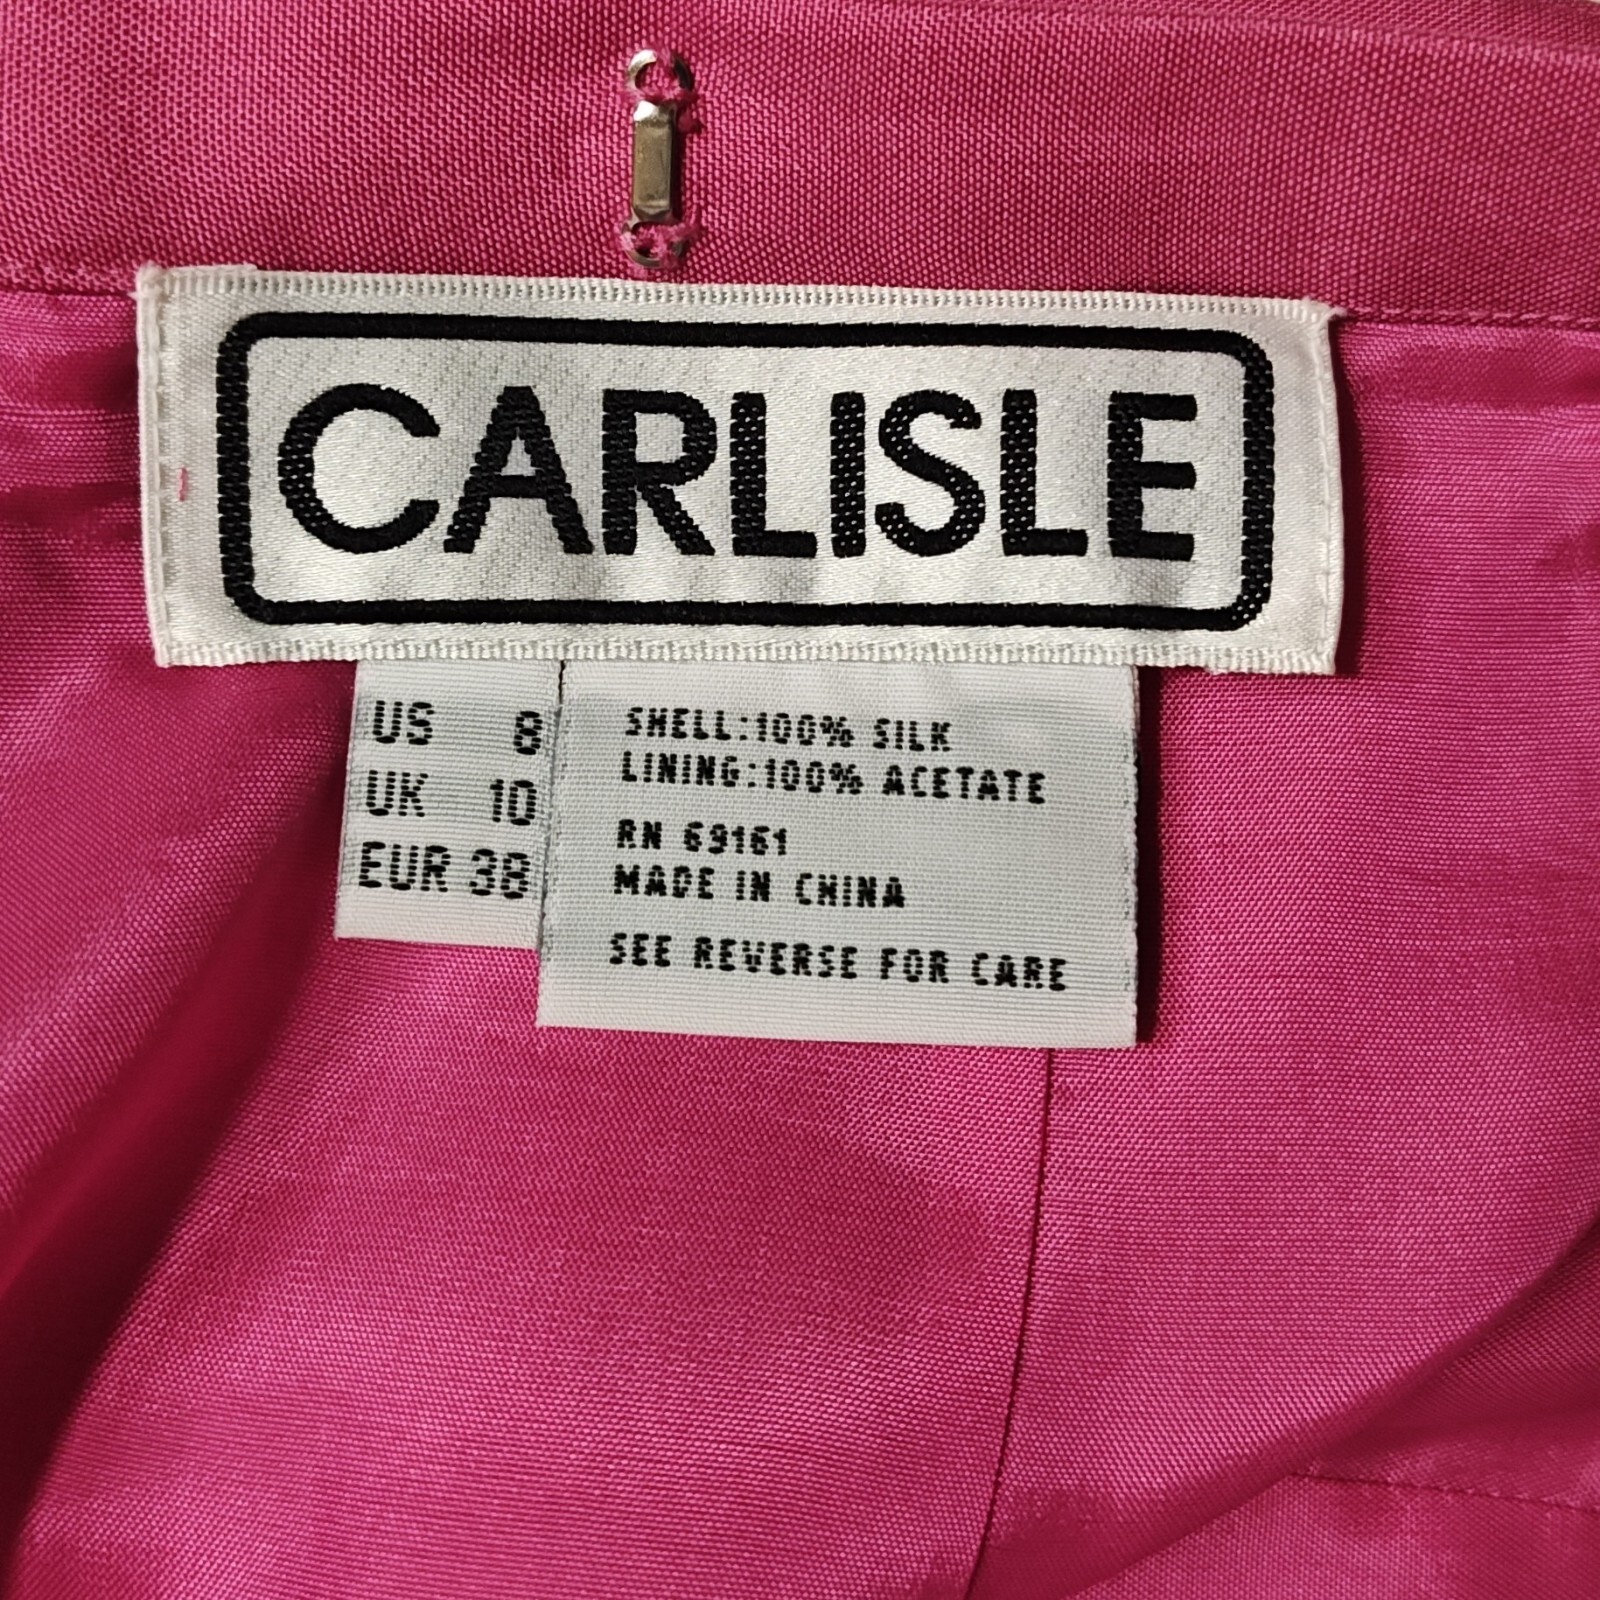 CARLISLE
US 8
UK 10
EUR 38
SHELL:100% SILK
LINING:100% ACETATE
RN 69161
MADE IN CHINA
SEE REVERSE FOR CARE